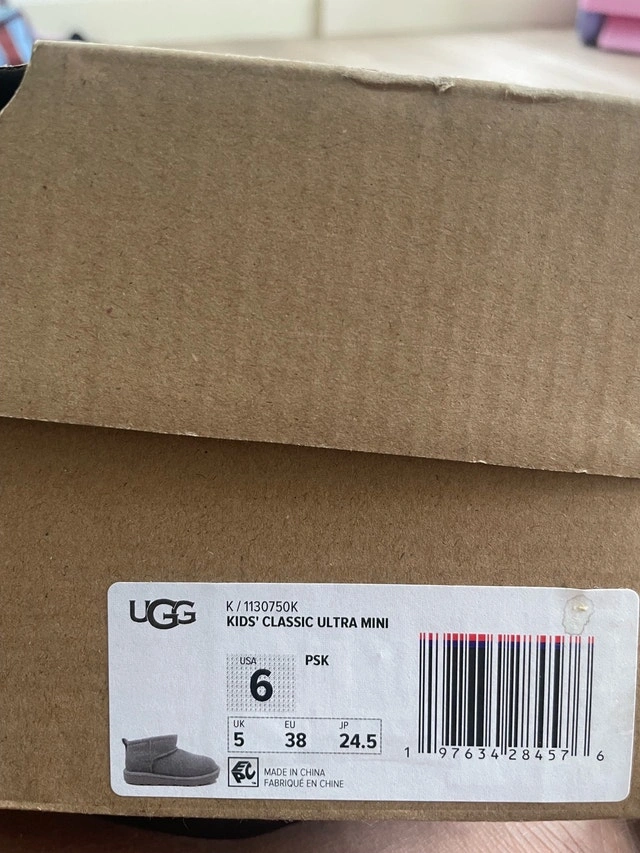 UGG
K / 1130750K
KIDS' CLASSIC ULTRA MINI
USA
6
PSK
UK EU JP
5 38 24.5
EPC
MADE IN CHINA
FABRIQUÉ EN CHINE
1 97634 28457 6